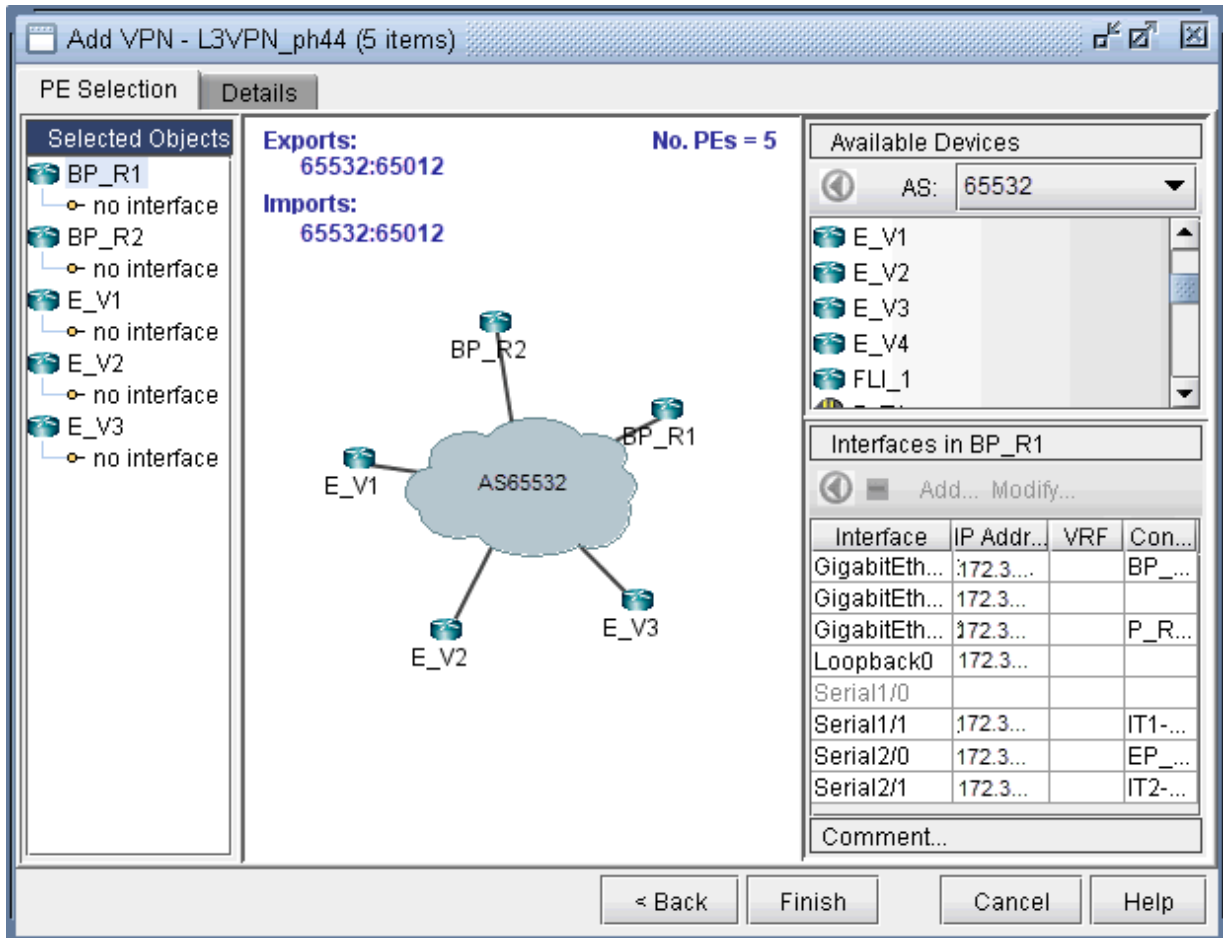 Add VPN - L3VPN_ph44 (5 items)
PE Selection
Details
Selected Objects
BP_R1
no interface
BP_R2
no interface
E_V1
no interface
E_V2
no interface
E_V3
no interface
Exports:
65532:65012
Imports:
65532:65012
No. PEs = 5
BP_R2
BP_R1
E_V1
AS65532
E_V3
E_V2
Available Devices
AS: 65532
E_V1
E_V2
E_V3
E_V4
FLI_1
Interfaces in BP_R1
Add... Modify...
Interface IP Addr... VRF Con...
GigabitEth... 172.3.... BP_...
GigabitEth... 172.3...
GigabitEth... 172.3... P_R...
Loopback0 172.3...
Serial1/0
Serial1/1 172.3... IT1-...
Serial2/0 172.3... EP_...
Serial2/1 172.3... IT2-...
Comment...
< Back Finish Cancel Help